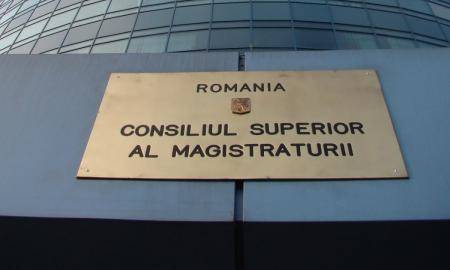 ROMANIA
CONSILIUL SUPERIOR
AL MAGISTRATURII